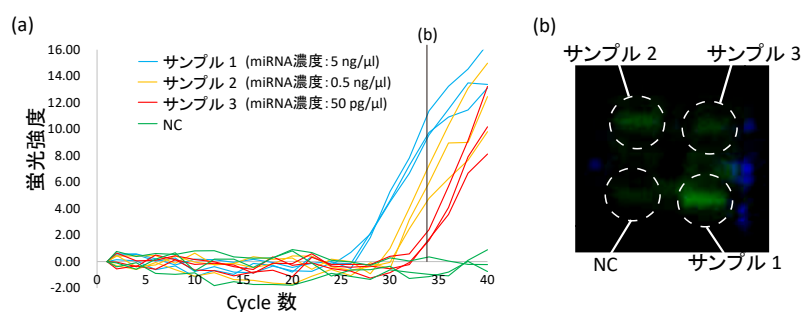 (a)
(b)
16.00
14.00
12.00
10.00
8.00
6.00
4.00
2.00
0.00
-2.00
蛍光強度
サンプル 1 (miRNA濃度：5 ng/μl)
サンプル 2 (miRNA濃度：0.5 ng/μl)
サンプル 3 (miRNA濃度：50 pg/μl)
NC
0 5 10 15 20 25 30 35 40
Cycle 数
(b)
サンプル 2 サンプル 3
NC サンプル 1